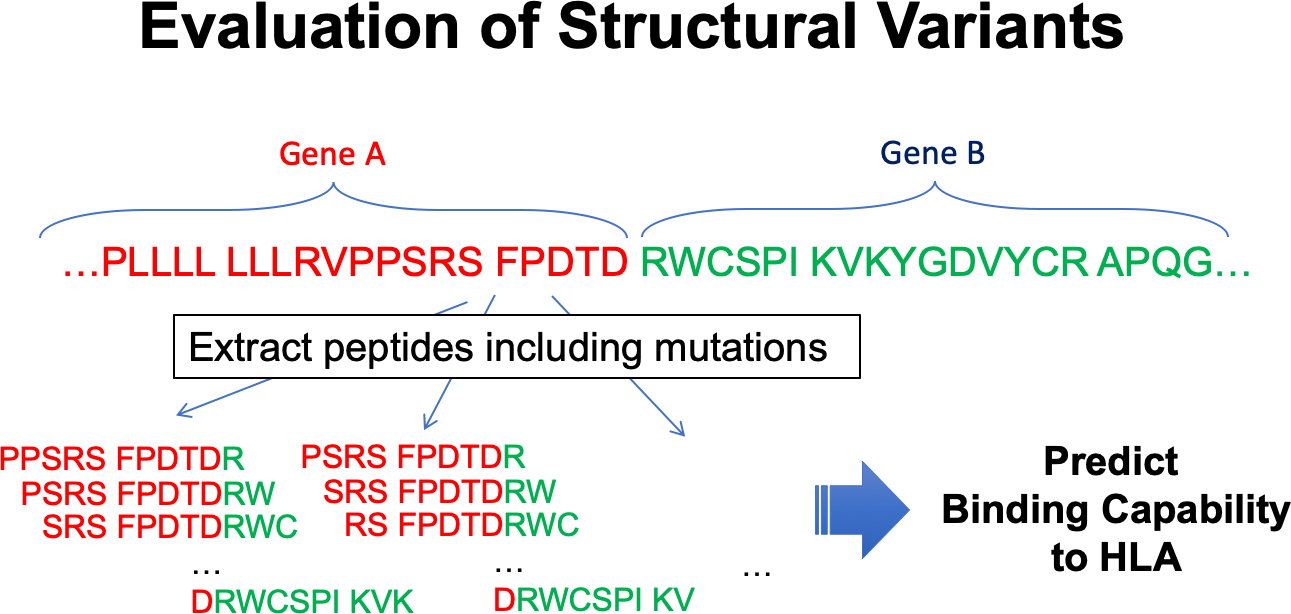 Evaluation of Structural Variants
Gene A
Gene B
...PLLLL LLLRVPPSRS FPDTD RWCSPI KVKYGDVYCR APQG...
Extract peptides including mutations
PPSRS FPDTDR
PSRS FPDTDRW
SRS FPDTDRWC
...
DRWCSPI KVK
PSRS FPDTDR
SRS FPDTDRW
RS FPDTDRWC
...
DRWCSPI KV
...
Predict
Binding Capability
to HLA